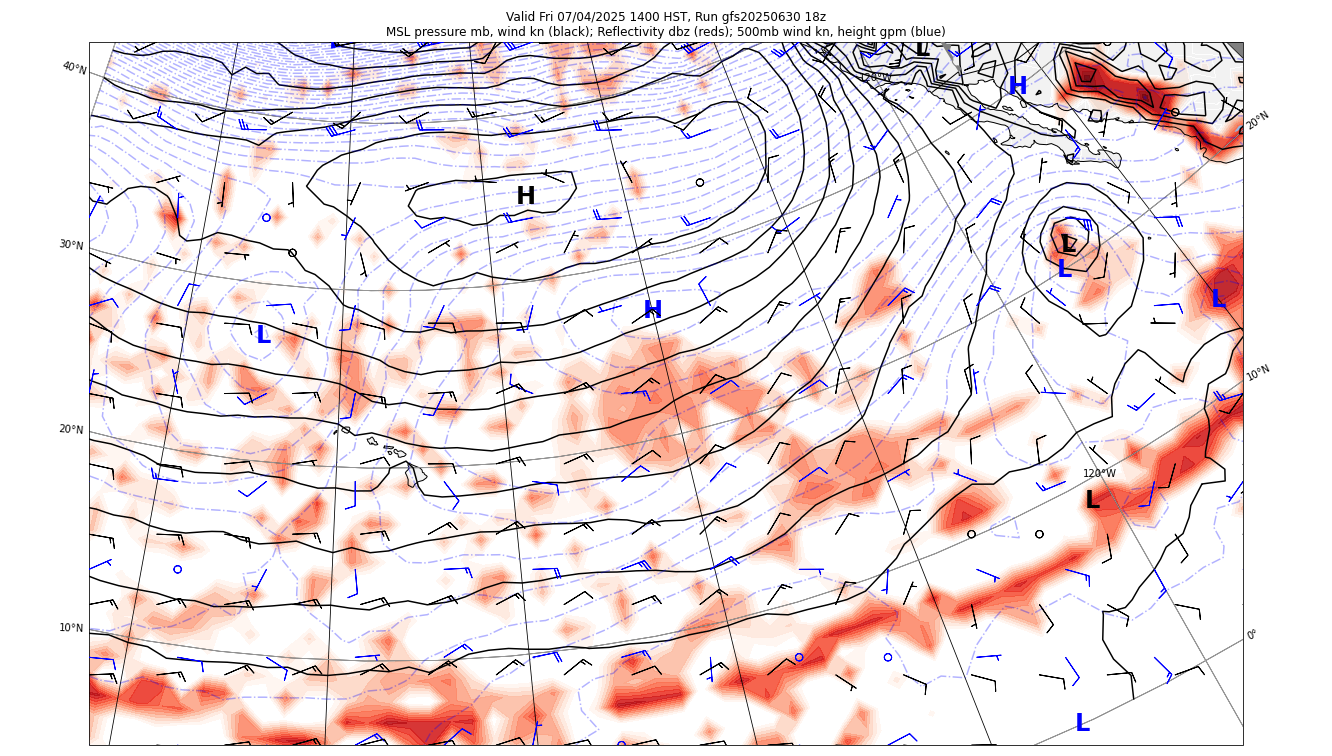 Valid Fri 07/04/2025 1400 HST, Run gfs20250630 18z
MSL pressure mb, wind kn (black); Reflectivity dbz (reds); 500mb wind kn, height gpm (blue)
L
40°N
120°W
H
20°N
H
30°N
L
L
L
H
L
10°N
20°N
120°W
L
10°N
0°
L